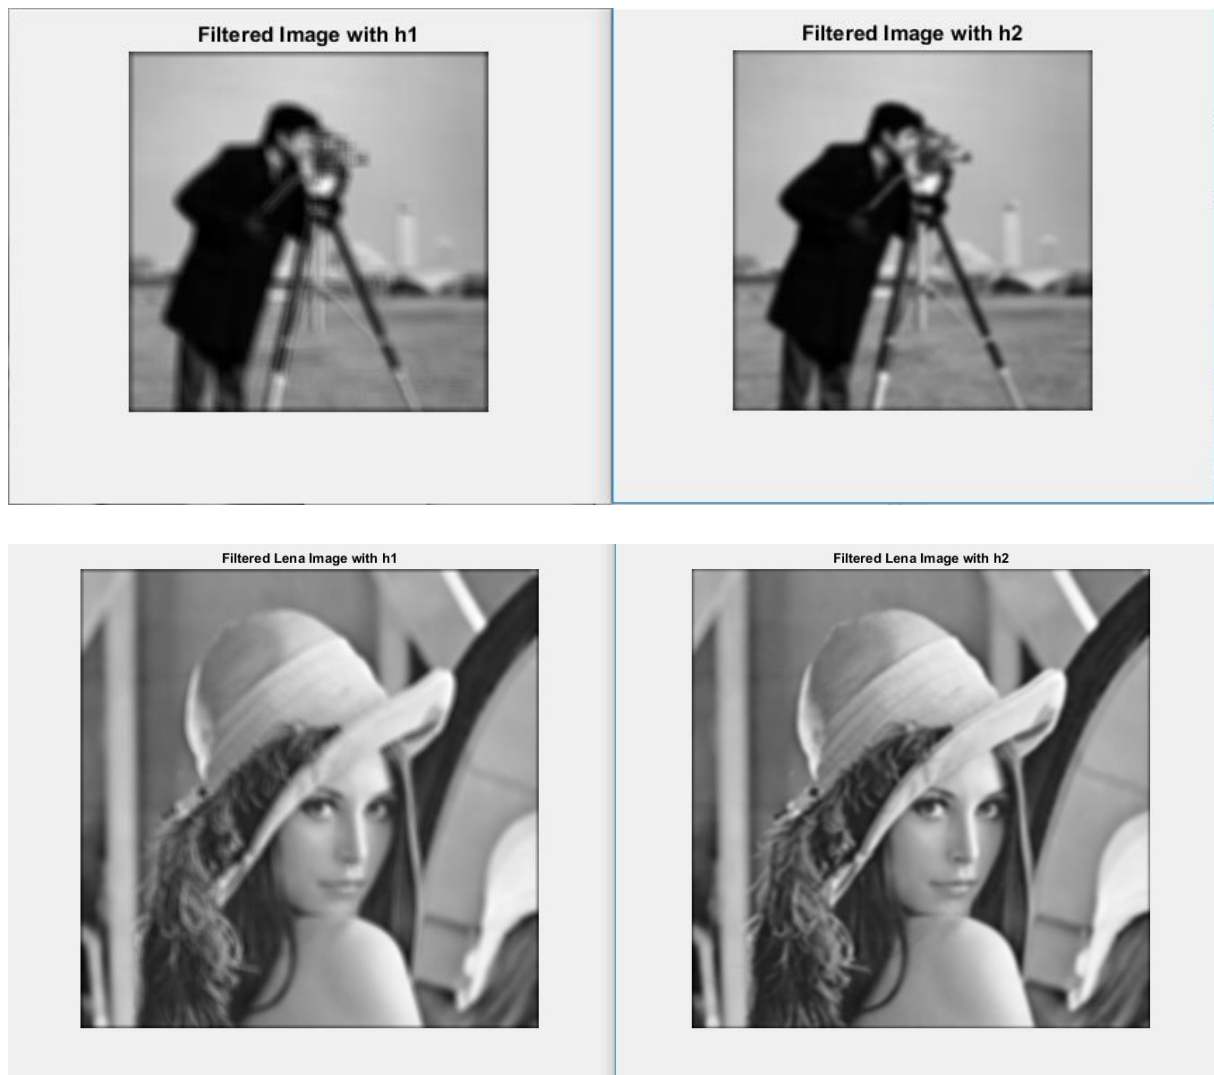 Filtered Image with h1
Filtered Image with h2
Filtered Lena Image with h1
Filtered Lena Image with h2